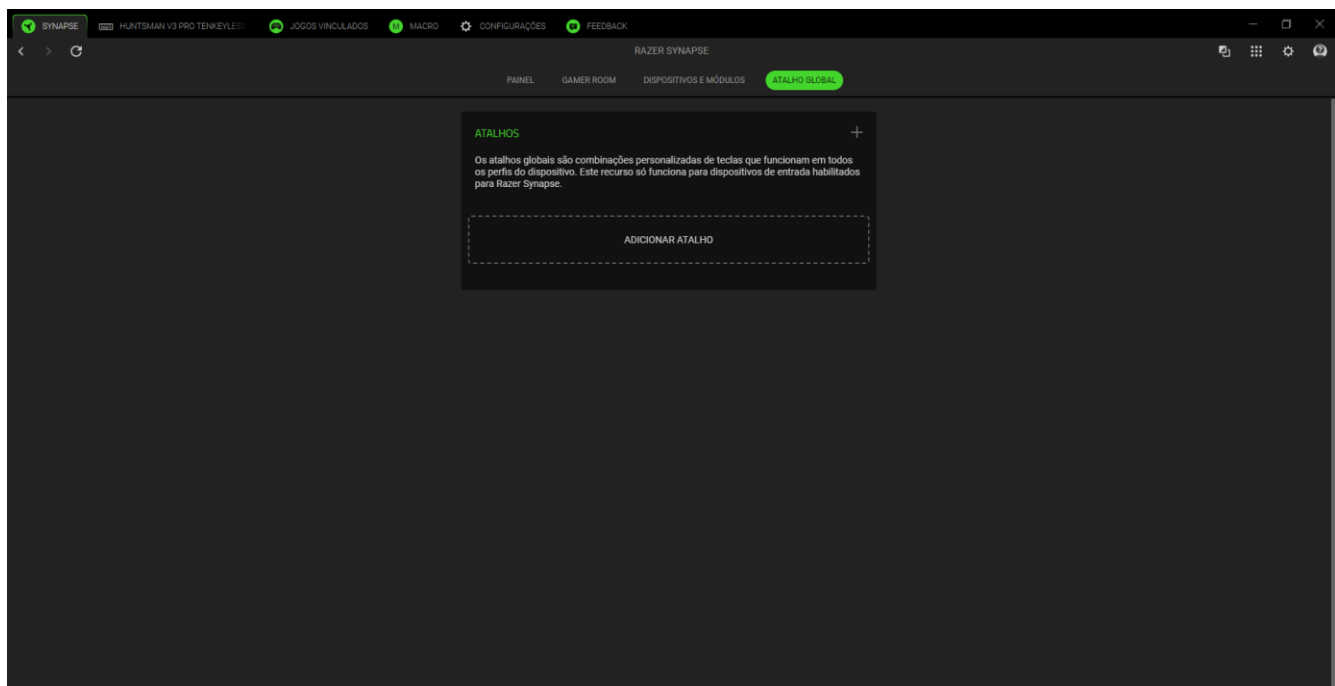 SYNAPSE HUNTSMAN V3 PRO TENKEYLESS JOGOS VINCULADOS M MACRO CONFIGURAÇÕES FEEDBACK
RAZER SYNAPSE
PAINEL GAMER ROOM DISPOSITIVOS E MÓDULOS ATALHO GLOBAL
ATALHOS
Os atalhos globais são combinações personalizadas de teclas que funcionam em todos
os perfis do dispositivo. Este recurso só funciona para dispositivos de entrada habilitados
para Razer Synapse.
ADICIONAR ATALHO